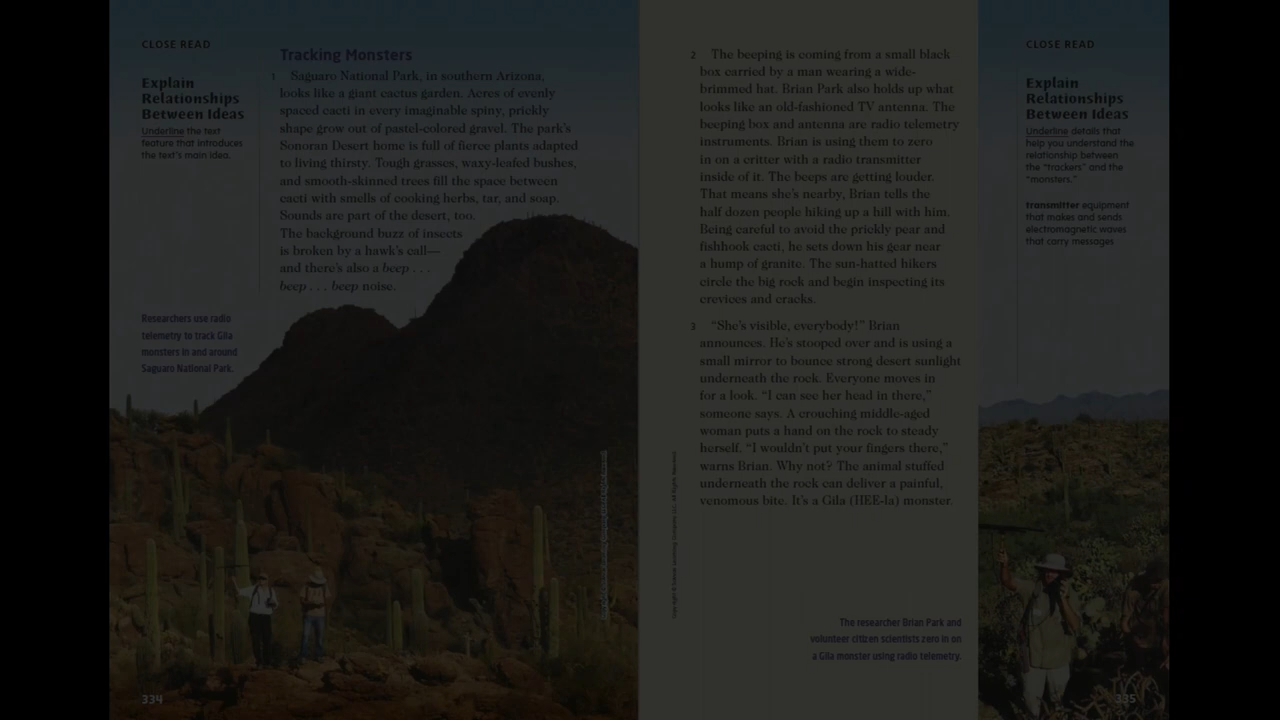 CLOSE READ
Explain
Relationships
Between Ideas
Underline the text
feature that introduces
the text's main idea.
Tracking Monsters
1 Saguaro National Park, in southern Arizona,
looks like a giant cactus garden. Acres of evenly
spaced cacti in every imaginable spiny, prickly
shape grow out of pastel-colored gravel. The park's
Sonoran Desert home is full of fierce plants adapted
to living thirsty. Tough grasses, waxy-leafed bushes,
and smooth-skinned trees fill the space between
cacti with smells of cooking herbs, tar, and soap.
Sounds are part of the desert, too.
The background buzz of insects
is broken by a hawk's call—
and there's also a beep . . .
beep . . . beep noise.
Researchers use radio
telemetry to track Gila
monsters in and around
Saguaro National Park.
334
2 The beeping is coming from a small black
box carried by a man wearing a wide-
brimmed hat. Brian Park also holds up what
looks like an old-fashioned TV antenna. The
beeping box and antenna are radio telemetry
instruments. Brian is using them to zero
in on a critter with a radio transmitter
inside of it. The beeps are getting louder.
That means she's nearby, Brian tells the
half dozen people hiking up a hill with him.
Being careful to avoid the prickly pear and
fishhook cacti, he sets down his gear near
a hump of granite. The sun-hatted hikers
circle the big rock and begin inspecting its
crevices and cracks.
3 "She's visible, everybody!" Brian
announces. He's stooped over and is using a
small mirror to bounce strong desert sunlight
underneath the rock. Everyone moves in
for a look. "I can see her head in there,"
someone says. A crouching middle-aged
woman puts a hand on the rock to steady
herself. "I wouldn't put your fingers there,"
warns Brian. Why not? The animal stuffed
underneath the rock can deliver a painful,
venomous bite. It's a Gila (HEE-la) monster.
The researcher Brian Park and
volunteer citizen scientists zero in on
a Gila monster using radio telemetry.
CLOSE READ
Explain
Relationships
Between Ideas
Underline details that
help you understand the
relationship between
the "trackers" and the
"monsters."
transmitter equipment
that makes and sends
electromagnetic waves
that carry messages
335